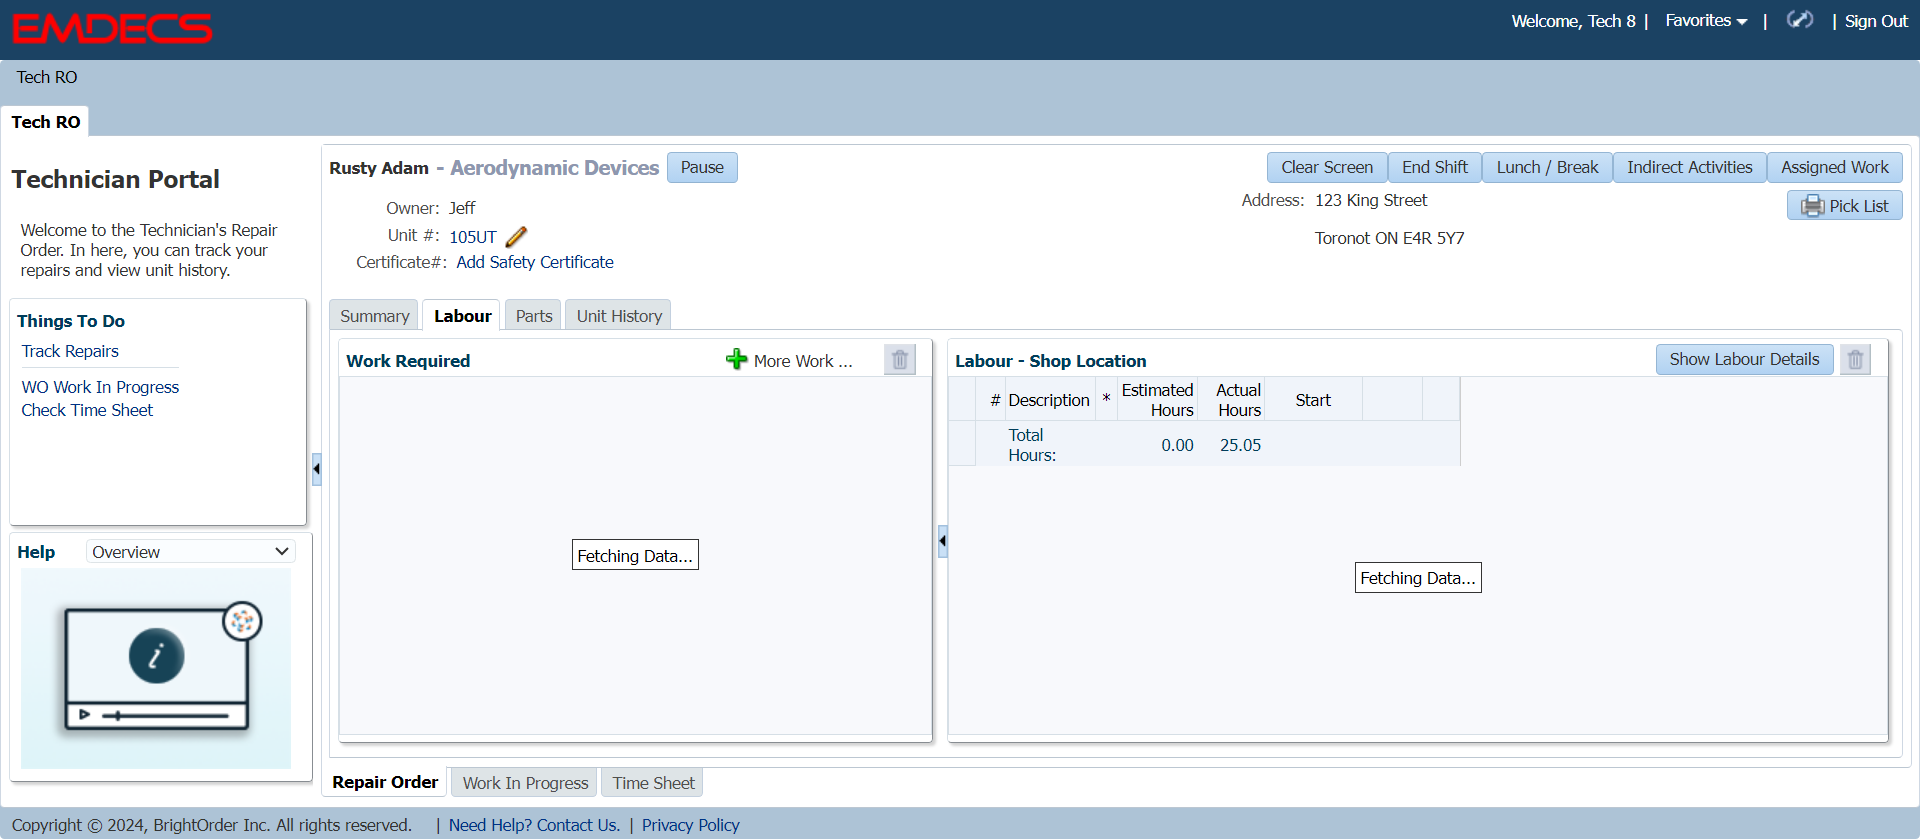 EMDECS
Welcome, Tech 8 | Favorites | | Sign Out
Tech RO
Tech RO
Technician Portal
Welcome to the Technician's Repair
Order. In here, you can track your
repairs and view unit history.
Things To Do
Track Repairs
WO Work In Progress
Check Time Sheet
Help Overview
i
Rusty Adam - Aerodynamic Devices Pause
Clear Screen End Shift Lunch / Break Indirect Activities Assigned Work
Pick List
Owner: Jeff
Unit #: 105UT
Certificate#: Add Safety Certificate
Address: 123 King Street
Toronot ON E4R 5Y7
Summary Labour Parts Unit History
Work Required More Work ...
Fetching Data...
Labour - Shop Location Show Labour Details
# Description * Estimated Hours Actual Hours Start
Total Hours: 0.00 25.05
Fetching Data...
Repair Order Work In Progress Time Sheet
Copyright © 2024, BrightOrder Inc. All rights reserved. | Need Help? Contact Us. | Privacy Policy